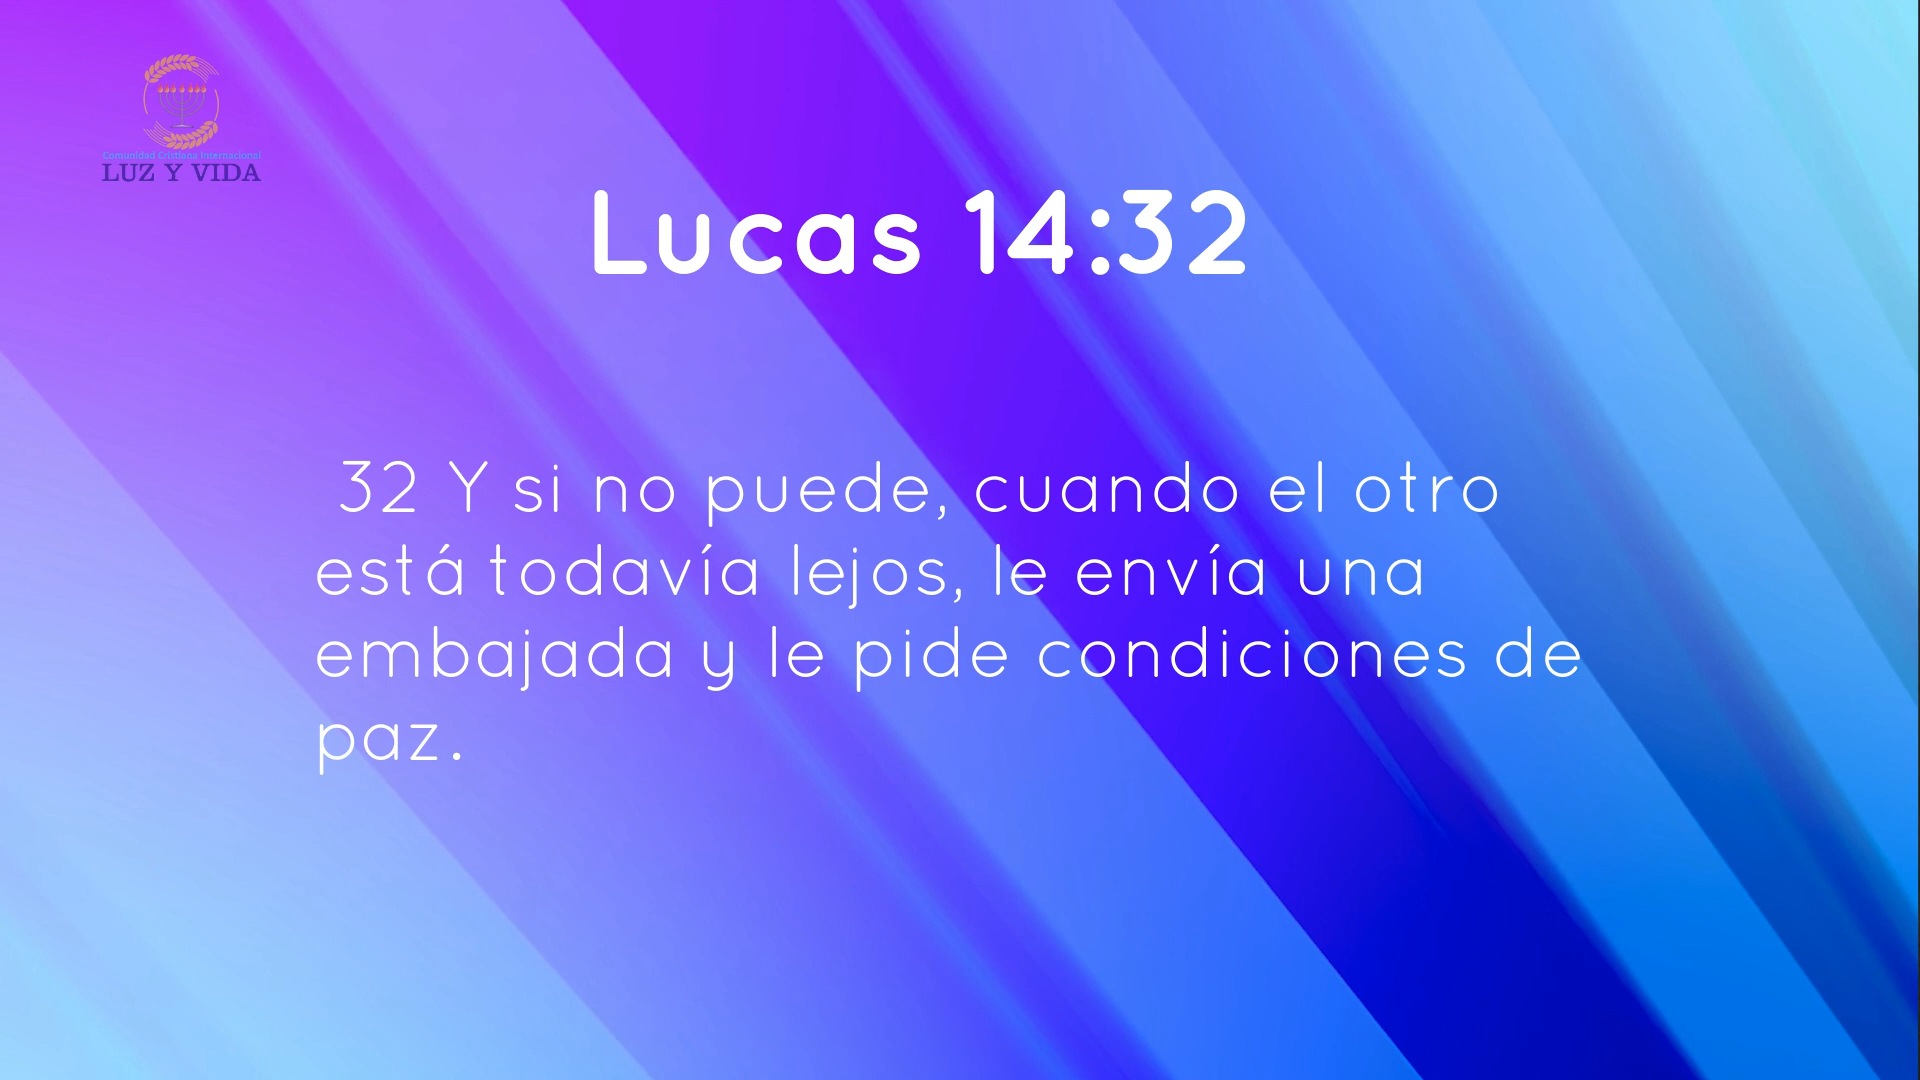 Comunidad Cristiana Internacional
LUZ Y VIDA
Lucas 14:32
32 Y si no puede, cuando el otro
está todavía lejos, le envía una
embajada y le pide condiciones de
paz.